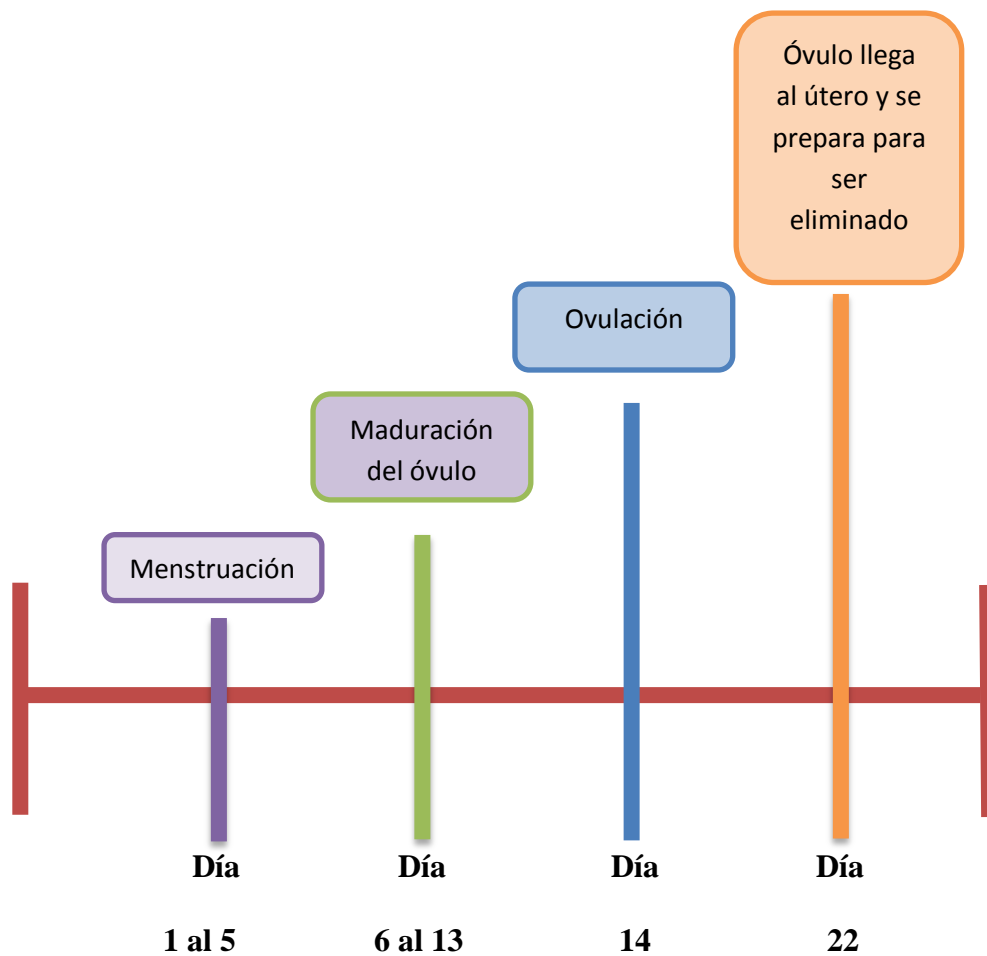 Óvulo llega
al útero y se
prepara para
ser
eliminado
Ovulación
Maduración
del óvulo
Menstruación
Día Día Día Día
1 al 5 6 al 13 14 22